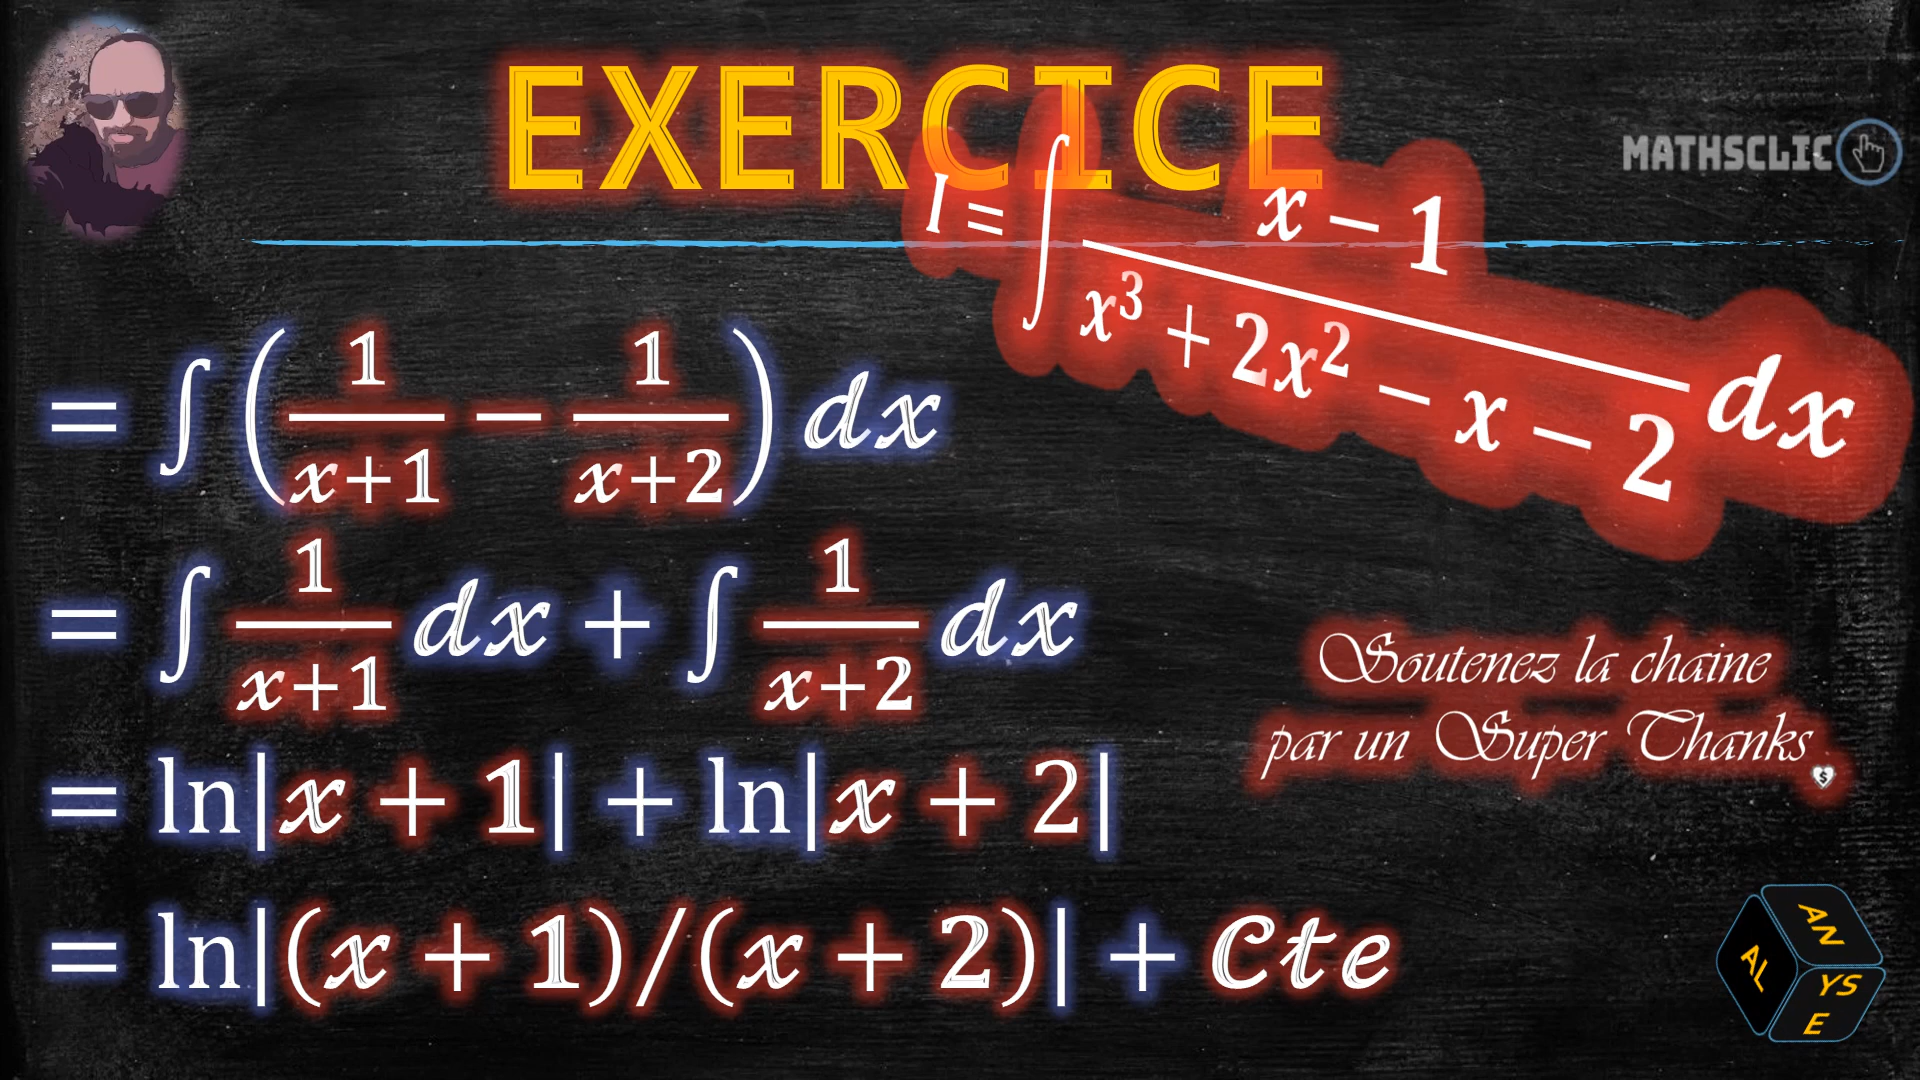 EXERCICE
MATHSCLIC
I = ∫ (x − 1)/(x³ + 2x² − x − 2) dx
= ∫ (1/(x+1) − 1/(x+2)) dx
= ∫ 1/(x+1) dx + ∫ 1/(x+2) dx
= ln|x + 1| + ln|x + 2|
= ln|(x + 1)/(x + 2)| + Cte
Soutenez la chaine
par un Super Thanks
AN
AL
YS
E